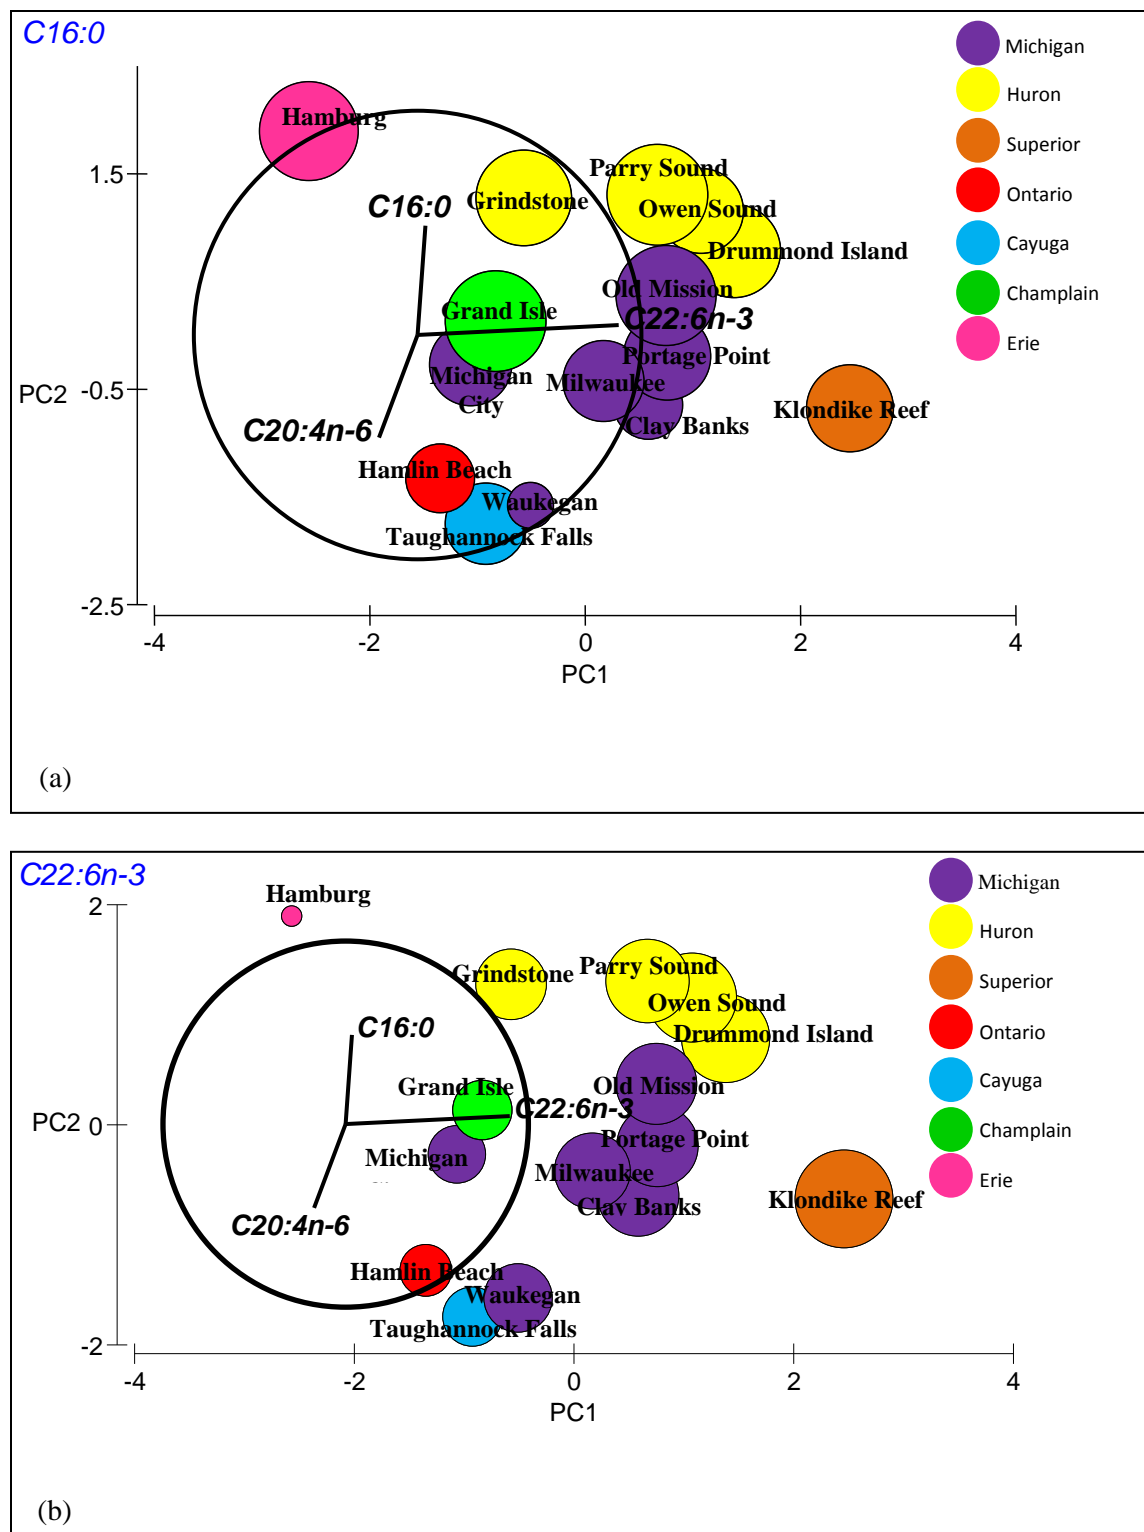 C16:0
Michigan
Huron
Superior
Ontario
Cayuga
Champlain
Erie
Hamburg
1.5
Parry Sound
Grindstone
C16:0
Owen Sound
Drummond Island
Old Mission
Grand Isle
C22:6n-3
Portage Point
Michigan
City
Milwaukee
PC2
-0.5
Klondike Reef
Clay Banks
C20:4n-6
Hamlin Beach
Waukegan
Taughannock Falls
-2.5
-4
-2
0
2
4
PC1
(a)
C22:6n-3
Michigan
Huron
Superior
Ontario
Cayuga
Champlain
Erie
Hamburg
2
Parry Sound
Grindstone
Owen Sound
C16:0
Drummond Island
Grand Isle
Old Mission
C22:6n-3
PC2
0
Portage Point
Michigan
Milwaukee
Klondike Reef
Clay Banks
C20:4n-6
Hamlin Beach
Waukegan
Taughannock Falls
-2
-4
-2
0
2
4
PC1
(b)